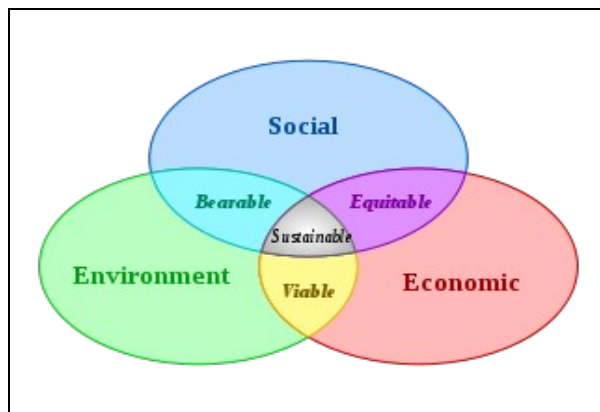 Social
Bearable
Equitable
Sustainable
Environment
Viable
Economic